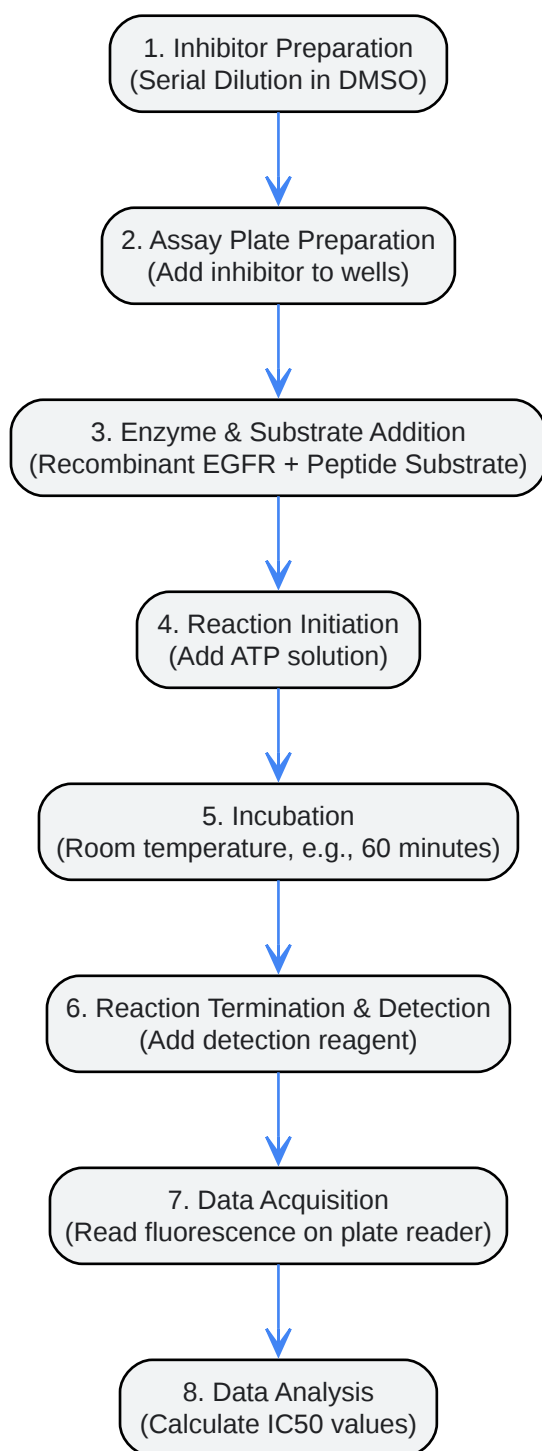 1. Inhibitor Preparation
(Serial Dilution in DMSO)
2. Assay Plate Preparation
(Add inhibitor to wells)
3. Enzyme & Substrate Addition
(Recombinant EGFR + Peptide Substrate)
4. Reaction Initiation
(Add ATP solution)
5. Incubation
(Room temperature, e.g., 60 minutes)
6. Reaction Termination & Detection
(Add detection reagent)
7. Data Acquisition
(Read fluorescence on plate reader)
8. Data Analysis
(Calculate IC50 values)